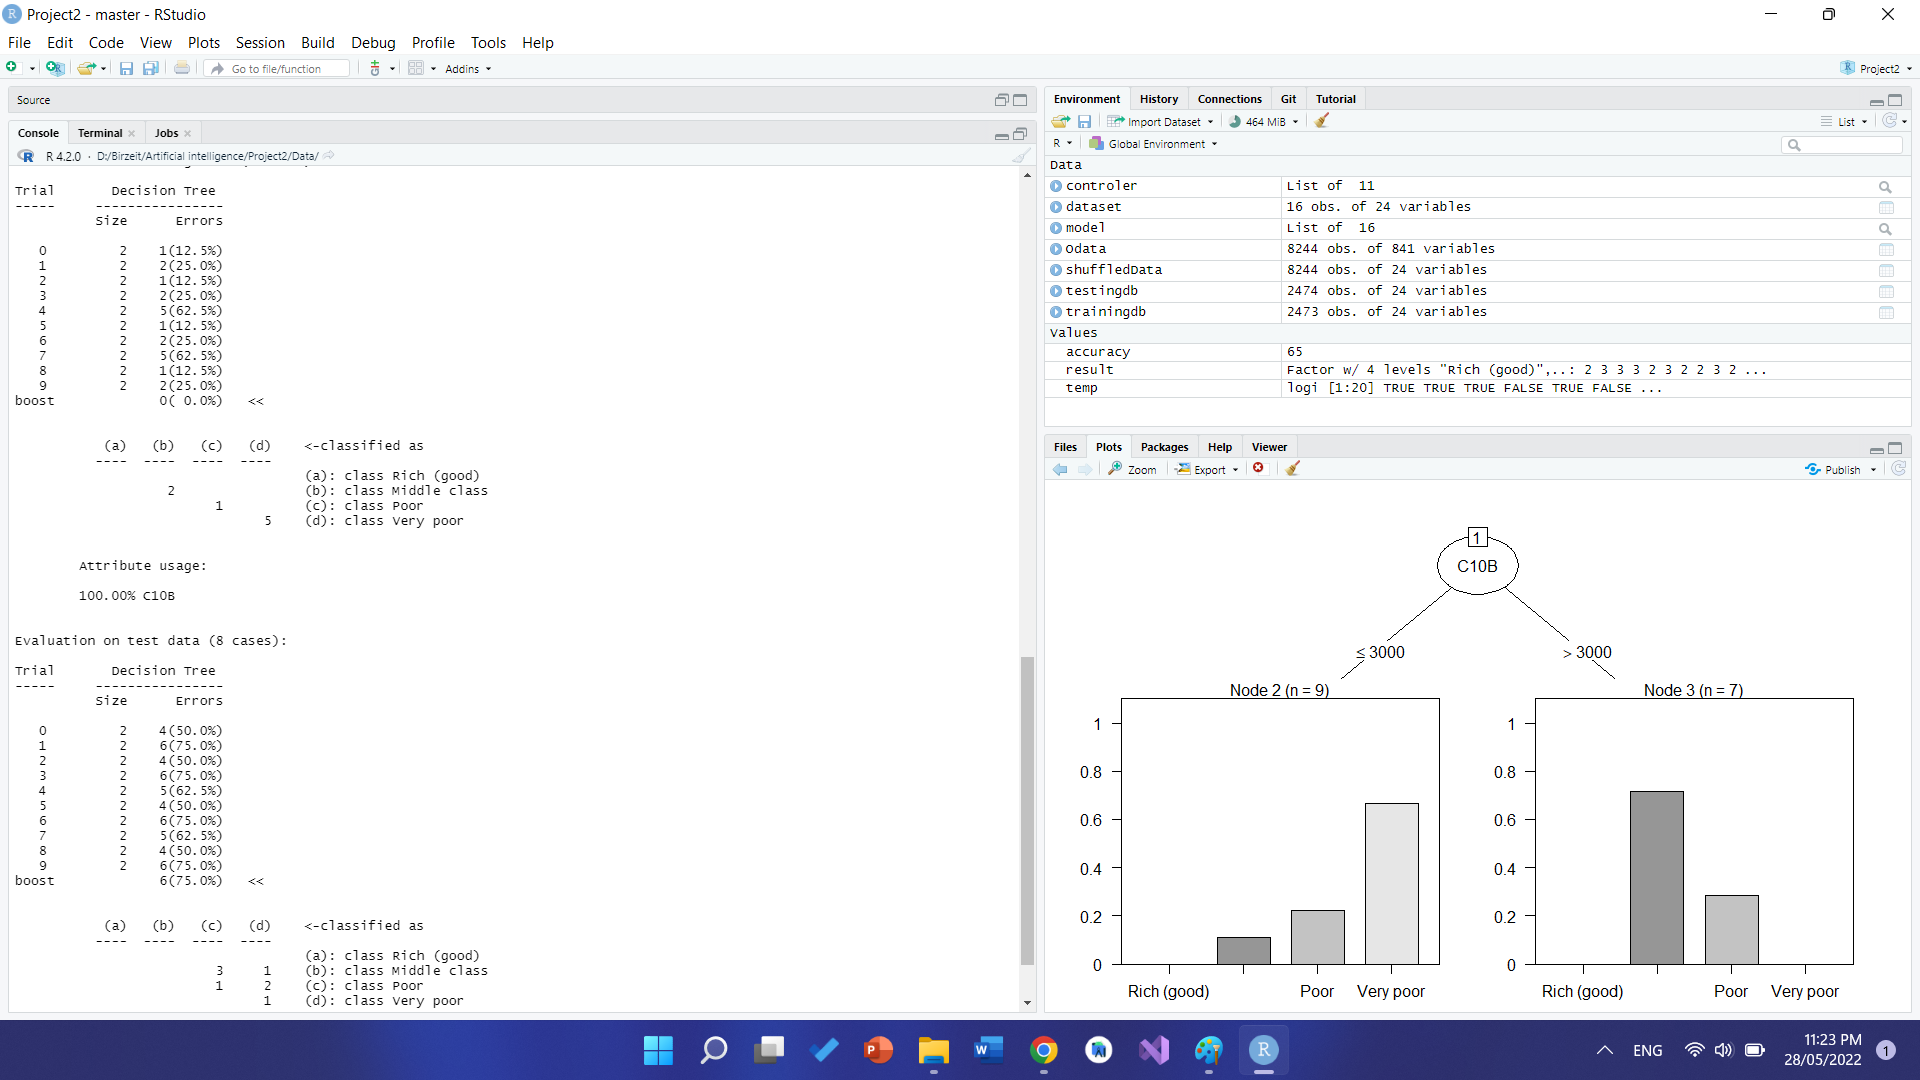 Project2 - master - RStudio
File Edit Code View Plots Session Build Debug Profile Tools Help
Go to file/function Addins Project2
Source
Console Terminal Jobs
R 4.2.0 · D:/Birzeit/Artificial intelligence/Project2/Data/
Trial Decision Tree
----- ----------------
Size Errors
0 2 1(12.5%)
1 2 2(25.0%)
2 2 1(12.5%)
3 2 2(25.0%)
4 2 5(62.5%)
5 2 1(12.5%)
6 2 2(25.0%)
7 2 5(62.5%)
8 2 1(12.5%)
9 2 2(25.0%)
boost 0( 0.0%) <<
(a) (b) (c) (d) <-classified as
---- ---- ---- ----
(a): class Rich (good)
2 (b): class Middle class
1 (c): class Poor
5 (d): class Very poor
Attribute usage:
100.00% C10B
Evaluation on test data (8 cases):
Trial Decision Tree
----- ----------------
Size Errors
0 2 4(50.0%)
1 2 6(75.0%)
2 2 4(50.0%)
3 2 6(75.0%)
4 2 5(62.5%)
5 2 4(50.0%)
6 2 6(75.0%)
7 2 5(62.5%)
8 2 4(50.0%)
9 2 6(75.0%)
boost 6(75.0%) <<
(a) (b) (c) (d) <-classified as
---- ---- ---- ----
(a): class Rich (good)
3 1 (b): class Middle class
1 2 (c): class Poor
1 (d): class Very poor
Environment History Connections Git Tutorial
Import Dataset 464 MiB List
R Global Environment
Data
controler List of 11
dataset 16 obs. of 24 variables
model List of 16
Odata 8244 obs. of 841 variables
shuffledData 8244 obs. of 24 variables
testingdb 2474 obs. of 24 variables
trainingdb 2473 obs. of 24 variables
Values
accuracy 65
result Factor w/ 4 levels "Rich (good)",..: 2 3 3 3 2 3 2 2 3 2 ...
temp logi [1:20] TRUE TRUE TRUE FALSE TRUE FALSE ...
Files Plots Packages Help Viewer
Zoom Export Publish
1
C10B
≤ 3000 > 3000
Node 2 (n = 9) Node 3 (n = 7)
1 1
0.8 0.8
0.6 0.6
0.4 0.4
0.2 0.2
0 0
Rich (good) Poor Very poor Rich (good) Poor Very poor
ENG 11:23 PM 1
28/05/2022